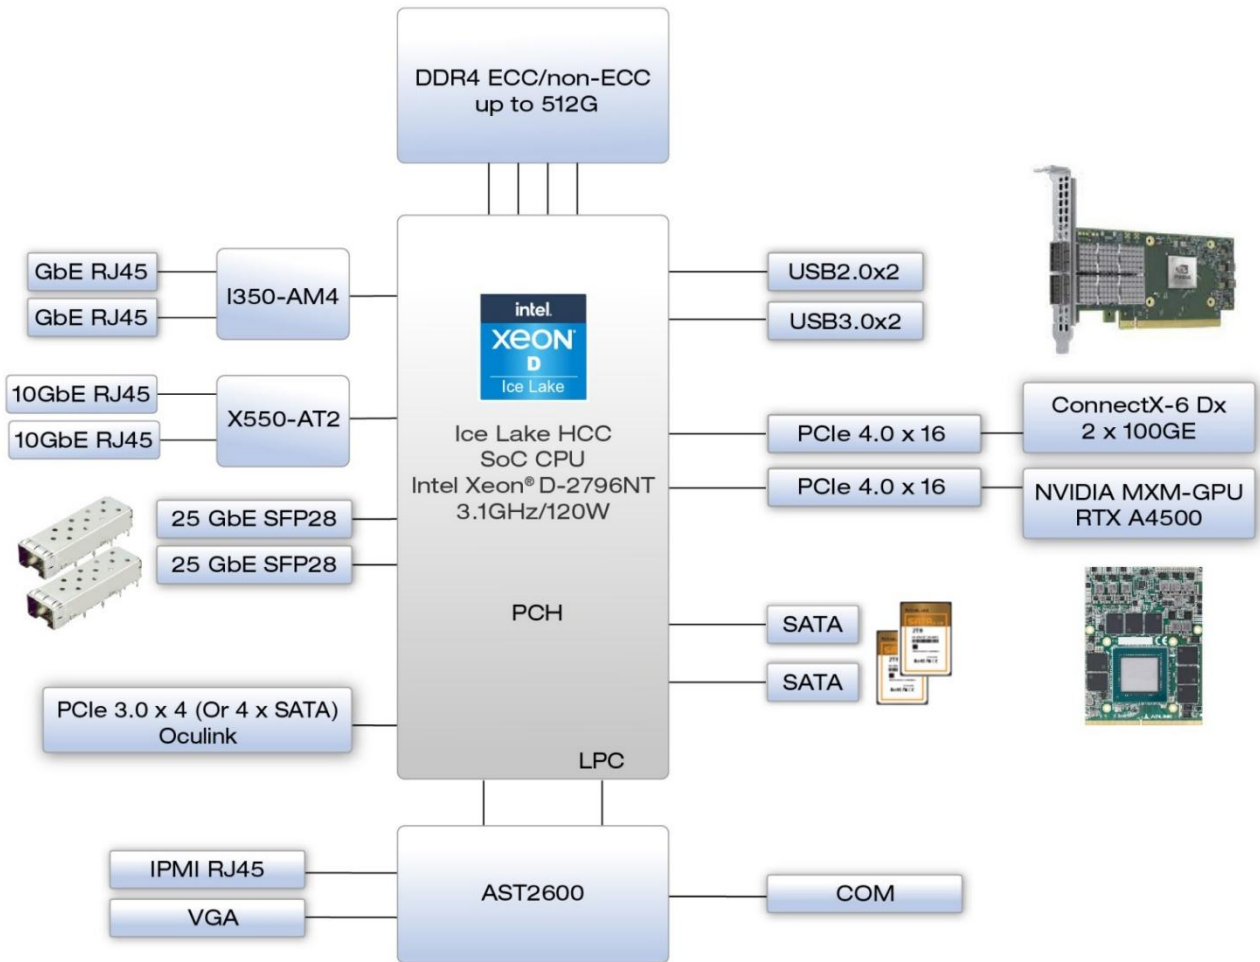 DDR4 ECC/non-ECC
up to 512G
GbE RJ45
GbE RJ45
I350-AM4
10GbE RJ45
10GbE RJ45
X550-AT2
25 GbE SFP28
25 GbE SFP28
PCIe 3.0 x 4 (Or 4 x SATA)
Oculink
intel.
XEON
D
Ice Lake
Ice Lake HCC
SoC CPU
Intel Xeon® D-2796NT
3.1GHz/120W
PCH
LPC
USB2.0x2
USB3.0x2
PCIe 4.0 x 16
ConnectX-6 Dx
2 x 100GE
PCIe 4.0 x 16
NVIDIA MXM-GPU
RTX A4500
SATA
SATA
SATA
2TB
ADLINK
IPMI RJ45
VGA
AST2600
COM